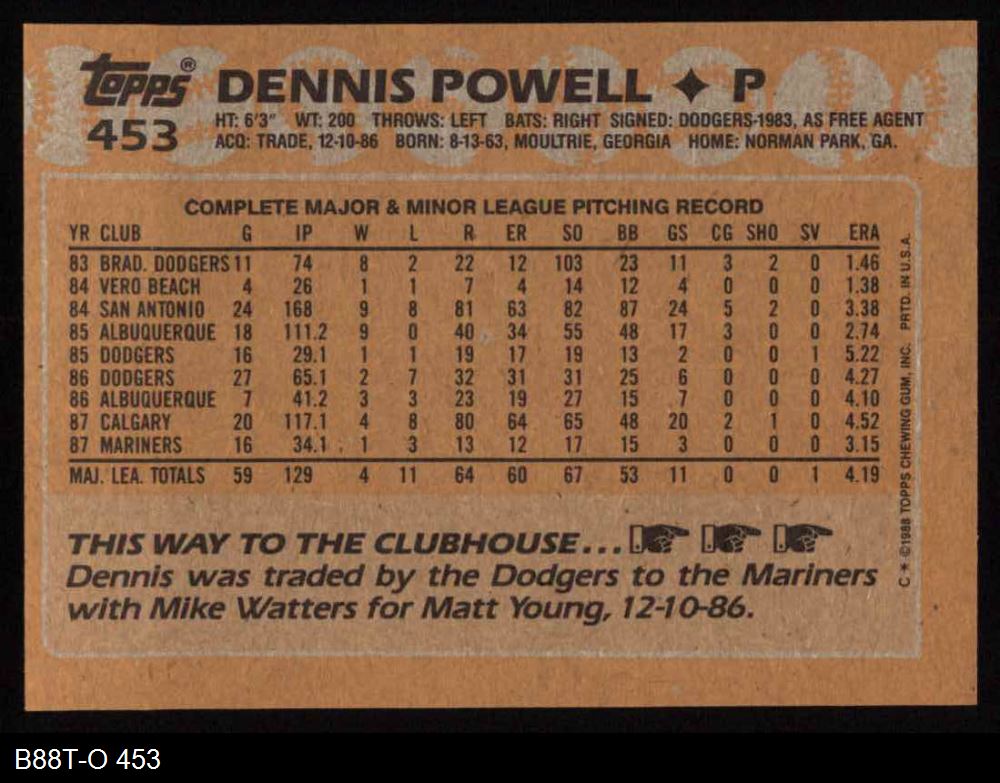 Topps® DENNIS POWELL ✦ P
453 HT: 6'3" WT: 200 THROWS: LEFT BATS: RIGHT SIGNED: DODGERS-1983, AS FREE AGENT
ACQ: TRADE, 12-10-86 BORN: 8-13-63, MOULTRIE, GEORGIA HOME: NORMAN PARK, GA.
COMPLETE MAJOR & MINOR LEAGUE PITCHING RECORD
YR CLUB G IP W L R ER SO BB GS CG SHO SV ERA
83 BRAD. DODGERS 11 74 8 2 22 12 103 23 11 3 2 0 1.46
84 VERO BEACH 4 26 1 1 7 4 14 12 4 0 0 0 1.38
84 SAN ANTONIO 24 168 9 8 81 63 82 87 24 5 2 0 3.38
85 ALBUQUERQUE 18 111.2 9 0 40 34 55 48 17 3 0 0 2.74
85 DODGERS 16 29.1 1 1 19 17 19 13 2 0 0 1 5.22
86 DODGERS 27 65.1 2 7 32 31 31 25 6 0 0 0 4.27
86 ALBUQUERQUE 7 41.2 3 3 23 19 27 15 7 0 0 0 4.10
87 CALGARY 20 117.1 4 8 80 64 65 48 20 2 1 0 4.52
87 MARINERS 16 34.1 1 3 13 12 17 15 3 0 0 0 3.15
MAJ. LEA. TOTALS 59 129 4 11 64 60 67 53 11 0 0 1 4.19
THIS WAY TO THE CLUBHOUSE...
Dennis was traded by the Dodgers to the Mariners
with Mike Watters for Matt Young, 12-10-86.
C * ©1988 TOPPS CHEWING GUM, INC. PRTD. IN U.S.A.
B88T-O 453